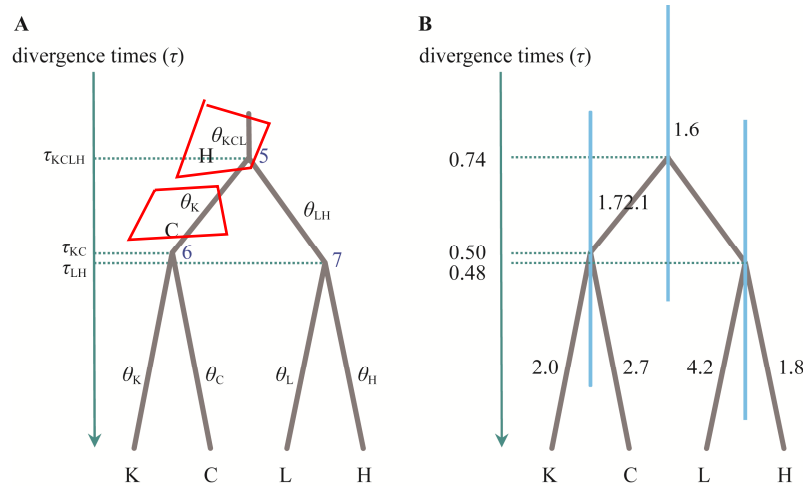 A
divergence times (τ)
θKCL
H
5
τKCLH
θK
C
θLH
τKC
6
τLH
7
θK
θC
θL
θH
K C L H
B
divergence times (τ)
1.6
0.74
1.72.1
0.50
0.48
2.0
2.7
4.2
1.8
K C L H